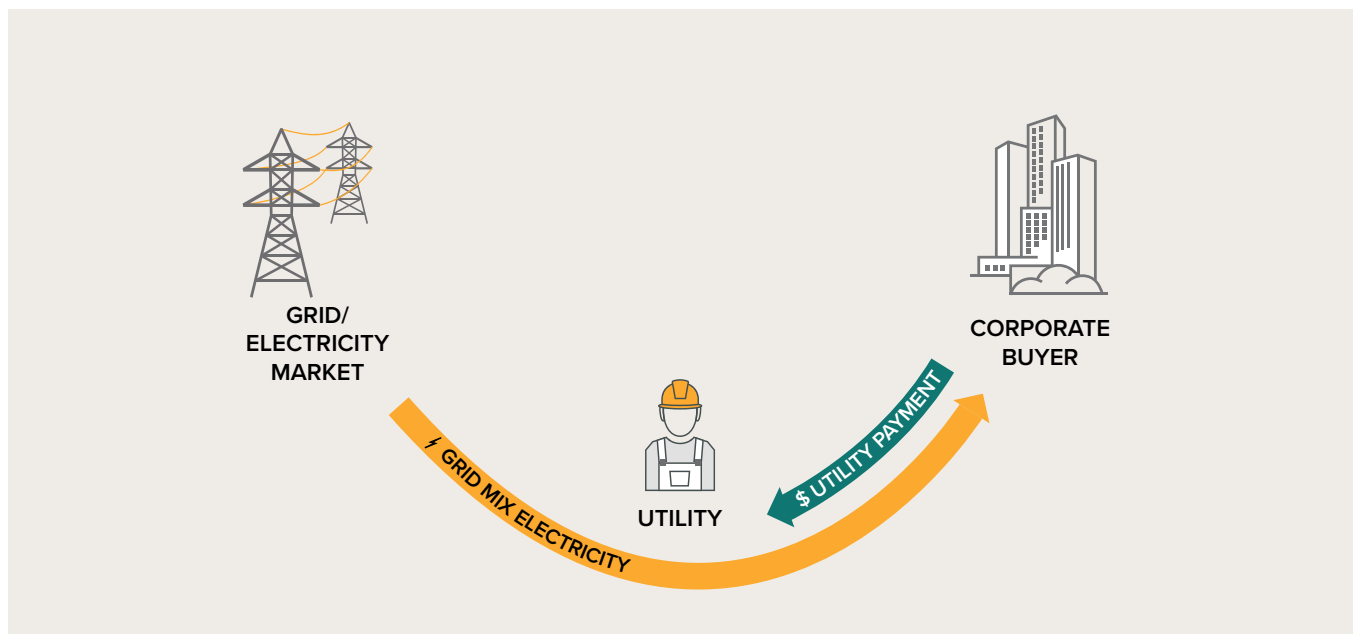 GRID/
ELECTRICITY
MARKET
CORPORATE
BUYER
$ UTILITY PAYMENT
UTILITY
GRID MIX ELECTRICITY